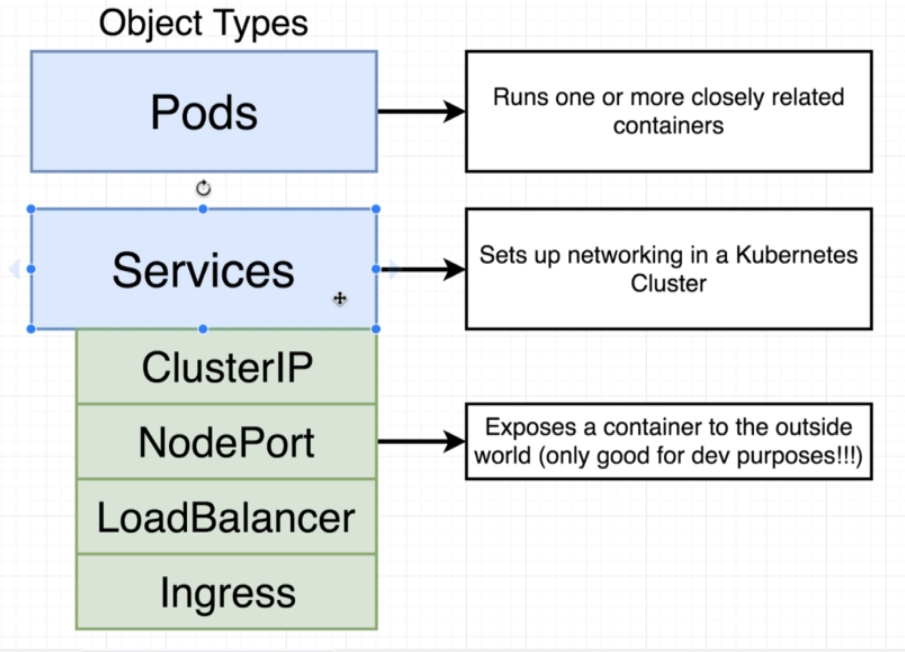 Object Types
Pods
Runs one or more closely related
containers
Services
Sets up networking in a Kubernetes
Cluster
ClusterIP
NodePort
Exposes a container to the outside
world (only good for dev purposes!!!)
LoadBalancer
Ingress